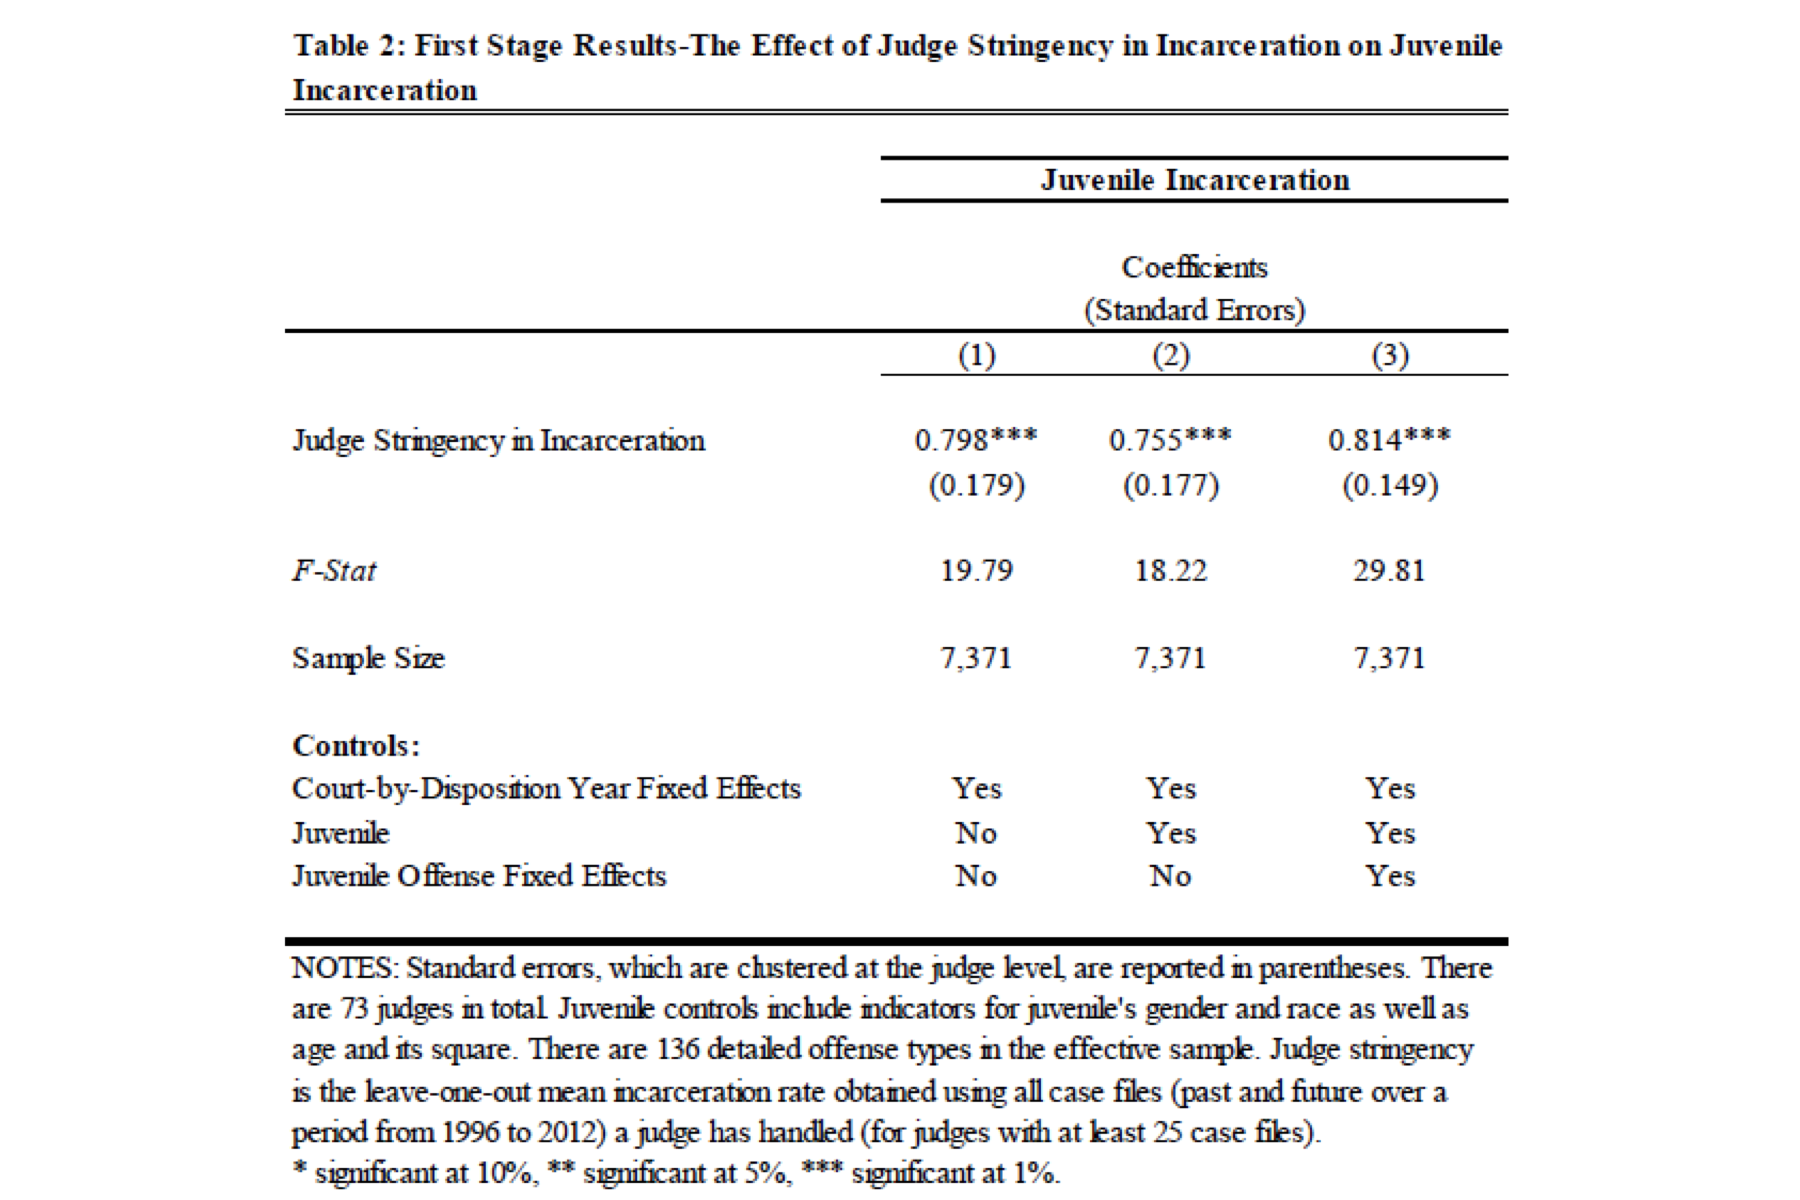 Table 2: First Stage Results-The Effect of Judge Stringency in Incarceration on Juvenile
Incarceration
Juvenile Incarceration
Coefficients
(Standard Errors)
(1) (2) (3)
Judge Stringency in Incarceration 0.798*** 0.755*** 0.814***
(0.179) (0.177) (0.149)
F-Stat 19.79 18.22 29.81
Sample Size 7,371 7,371 7,371
Controls:
Court-by-Disposition Year Fixed Effects Yes Yes Yes
Juvenile No Yes Yes
Juvenile Offense Fixed Effects No No Yes
NOTES: Standard errors, which are clustered at the judge level, are reported in parentheses. There
are 73 judges in total. Juvenile controls include indicators for juvenile's gender and race as well as
age and its square. There are 136 detailed offense types in the effective sample. Judge stringency
is the leave-one-out mean incarceration rate obtained using all case files (past and future over a
period from 1996 to 2012) a judge has handled (for judges with at least 25 case files).
* significant at 10%, ** significant at 5%, *** significant at 1%.